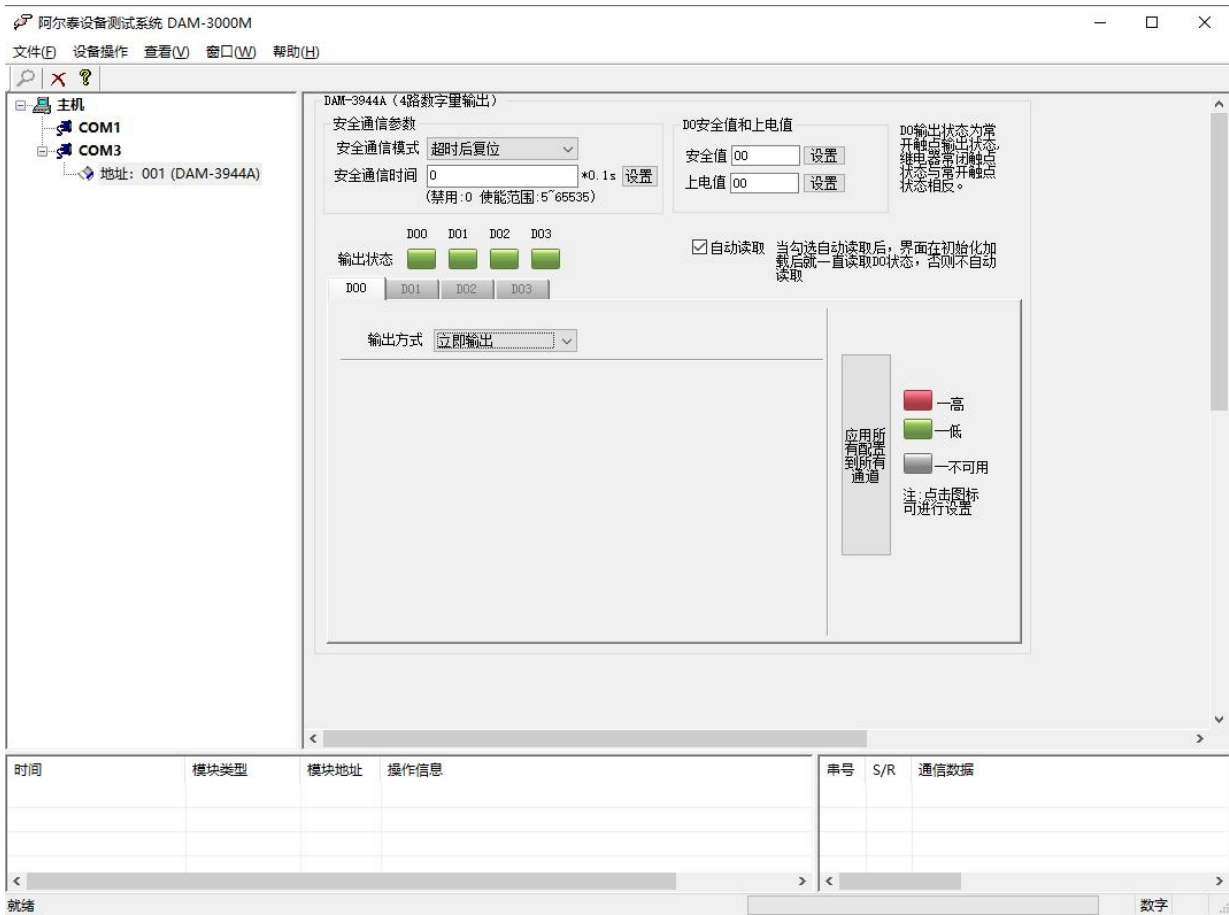 阿尔泰设备测试系统 DAM-3000M
文件(F) 设备操作 查看(V) 窗口(W) 帮助(H)
主机
COM1
COM3
地址：001 (DAM-3944A)
DAM-3944A（4路数字量输出）
安全通信参数
安全通信模式 超时后复位
安全通信时间 0 *0.1s 设置
(禁用:0 使能范围:5~65535)
DO安全值和上电值
安全值 00 设置
上电值 00 设置
DO输出状态为常
开触点输出状态,
继电器常闭触点
状态与常开触点
状态相反。
DO0 DO1 DO2 DO3
输出状态
自动读取 当勾选自动读取后，界面在初始化加
载后就一直读取DO状态，否则不自动
读取
DO0 DO1 DO2 DO3
输出方式 立即输出
应用所
有配置
到所有
通道
—高
—低
—不可用
注:点击图标
可进行设置
时间 模块类型 模块地址 操作信息
串号 S/R 通信数据
就绪 数字